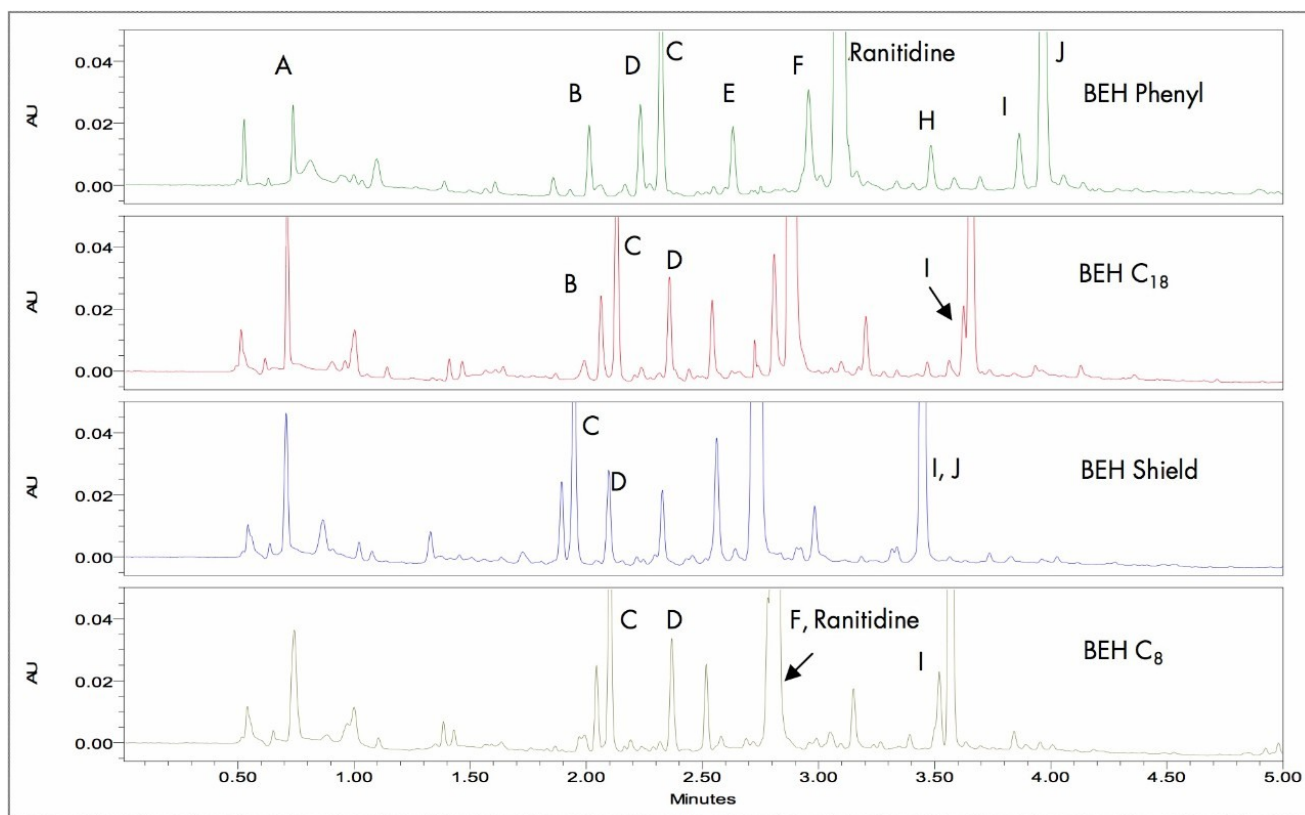 0.04
0.02
0.00
AU
A
B
D
C
E
F
Ranitidine
H
I
J
BEH Phenyl
0.04
0.02
0.00
AU
B
C
D
I
BEH C₁₈
0.04
0.02
0.00
AU
C
D
I, J
BEH Shield
0.04
0.02
0.00
AU
C
D
F, Ranitidine
I
BEH C₈
0.50 1.00 1.50 2.00 2.50 3.00 3.50 4.00 4.50 5.00
Minutes